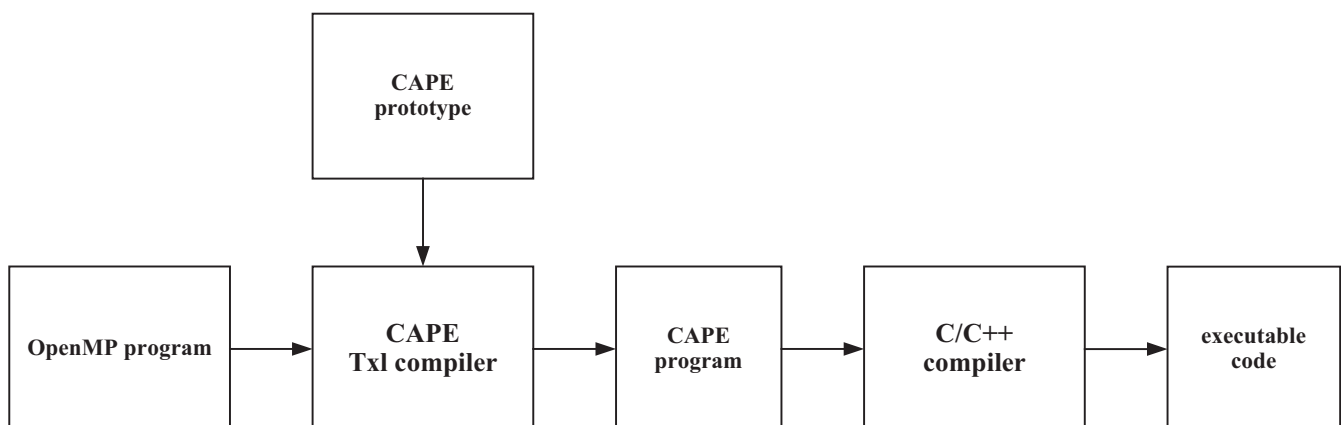 CAPE
prototype
OpenMP program
CAPE
Txl compiler
CAPE
program
C/C++
compiler
executable
code